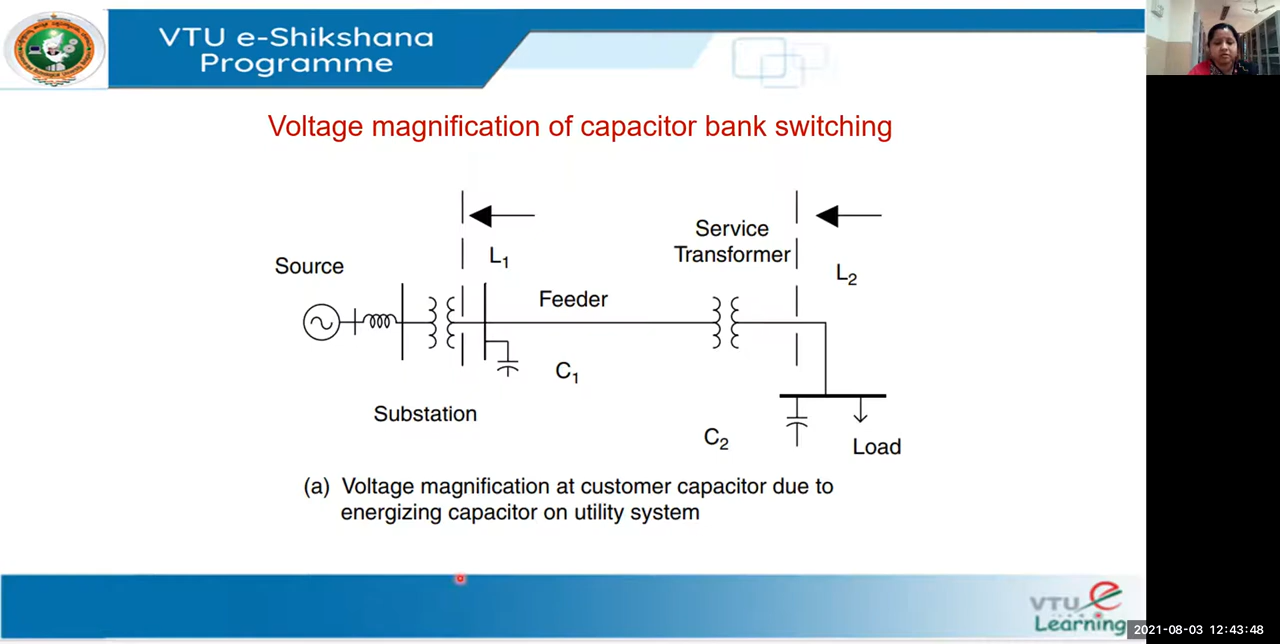 VTU e-Shikshana
Programme
Voltage magnification of capacitor bank switching
Service
Transformer
L1
L2
Source
Feeder
C1
Substation
C2
Load
(a) Voltage magnification at customer capacitor due to
energizing capacitor on utility system
VTU e
Learning
2021-08-03 12:43:48